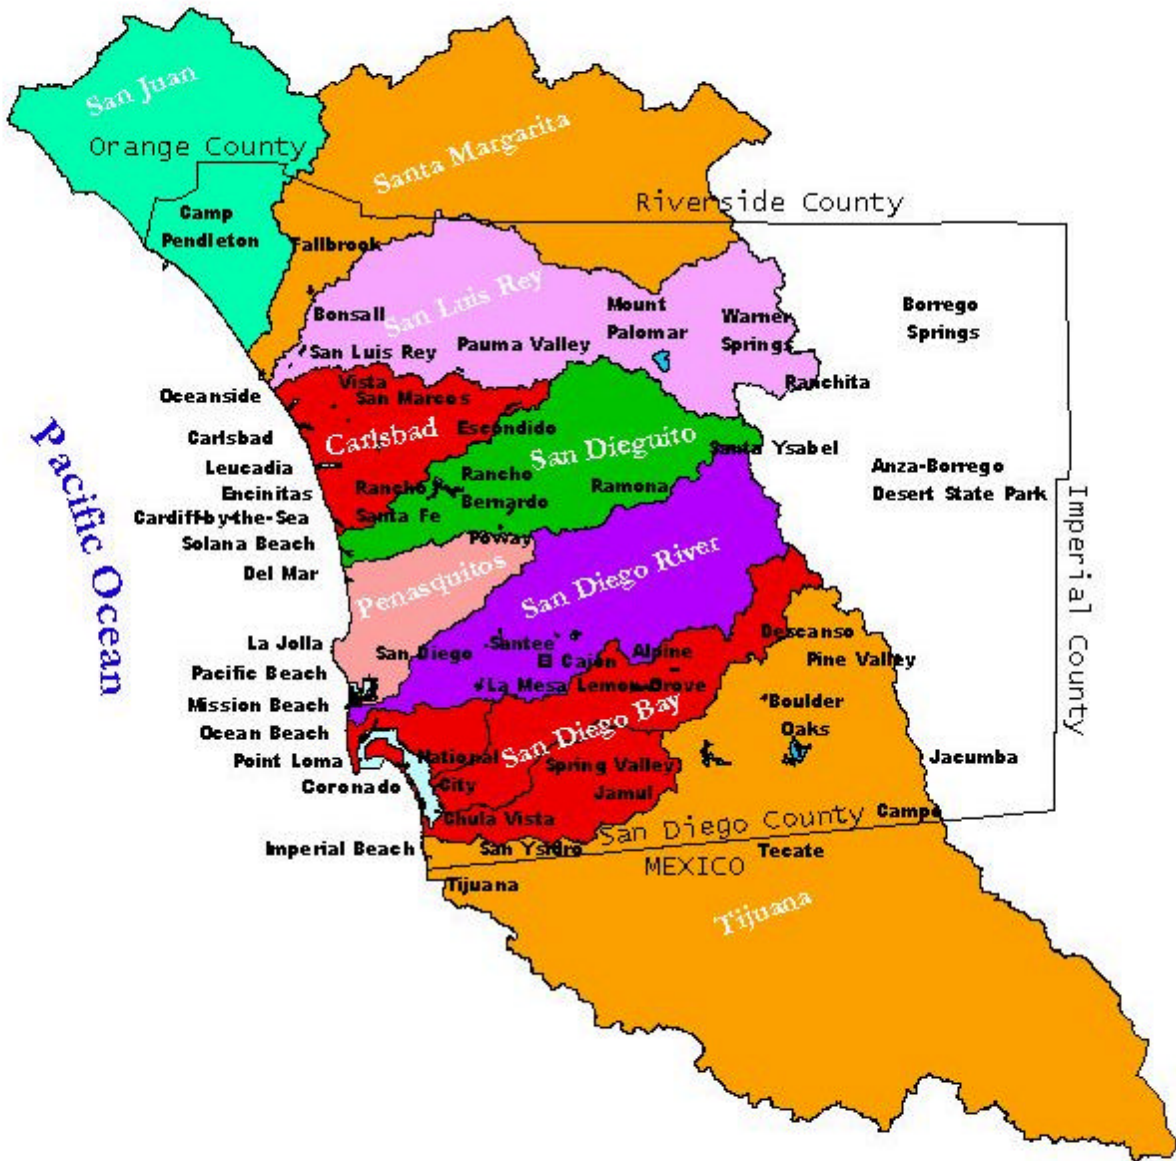 San Juan
Orange County
Santa Margarita
Riverside County
Camp
Pendleton
Fallbrook
San Luis Rey
Bonsall
Mount
Palomar
Warner
Springs
Borrego
Springs
San Luis Rey
Pauma Valley
Ranchita
Vista
San Marcos
Oceanside
Carlsbad
Carlsbad
Escondido
San Dieguito
Santa Ysabel
Leucadia
Encinitas
Rancho
Santa Fe
Rancho
Bernardo
Ramona
Anza-Borrego
Desert State Park
Imperial County
Pacific Ocean
Cardiff-by-the-Sea
Solana Beach
Poway
Del Mar
Penasquitos
San Diego River
La Jolla
San Diego
Santee
El Cajon
Alpine
Descanso
Pine Valley
Pacific Beach
La Mesa
Lemon Grove
Mission Beach
San Diego Bay
Boulder
Oaks
Ocean Beach
Point Loma
National
City
Spring Valley
Jamul
Jacumba
Coronado
Chula Vista
San Diego County
Campo
Imperial Beach
San Ysidro
MEXICO
Tecate
Tijuana
Tijuana